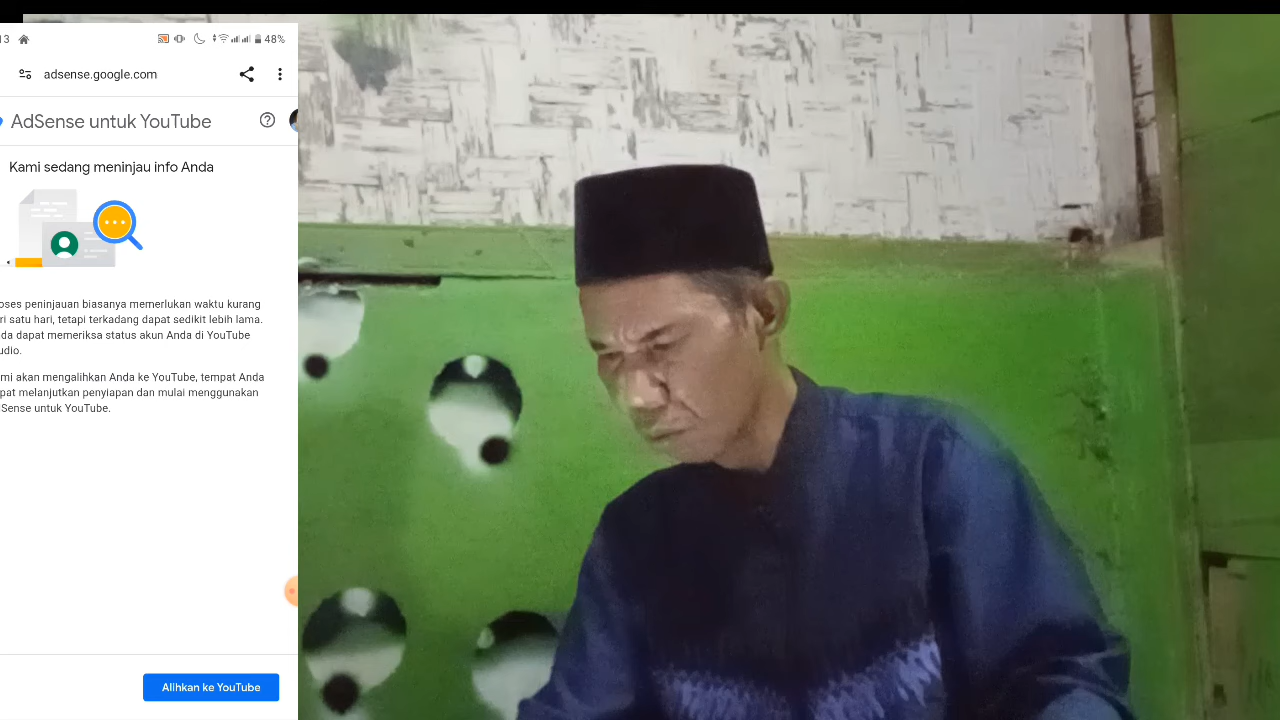 13
48%
adsense.google.com
AdSense untuk YouTube
Kami sedang meninjau info Anda
oses peninjauan biasanya memerlukan waktu kurang
ri satu hari, tetapi terkadang dapat sedikit lebih lama.
da dapat memeriksa status akun Anda di YouTube
udio.
mi akan mengalihkan Anda ke YouTube, tempat Anda
pat melanjutkan penyiapan dan mulai menggunakan
Sense untuk YouTube.
Alihkan ke YouTube